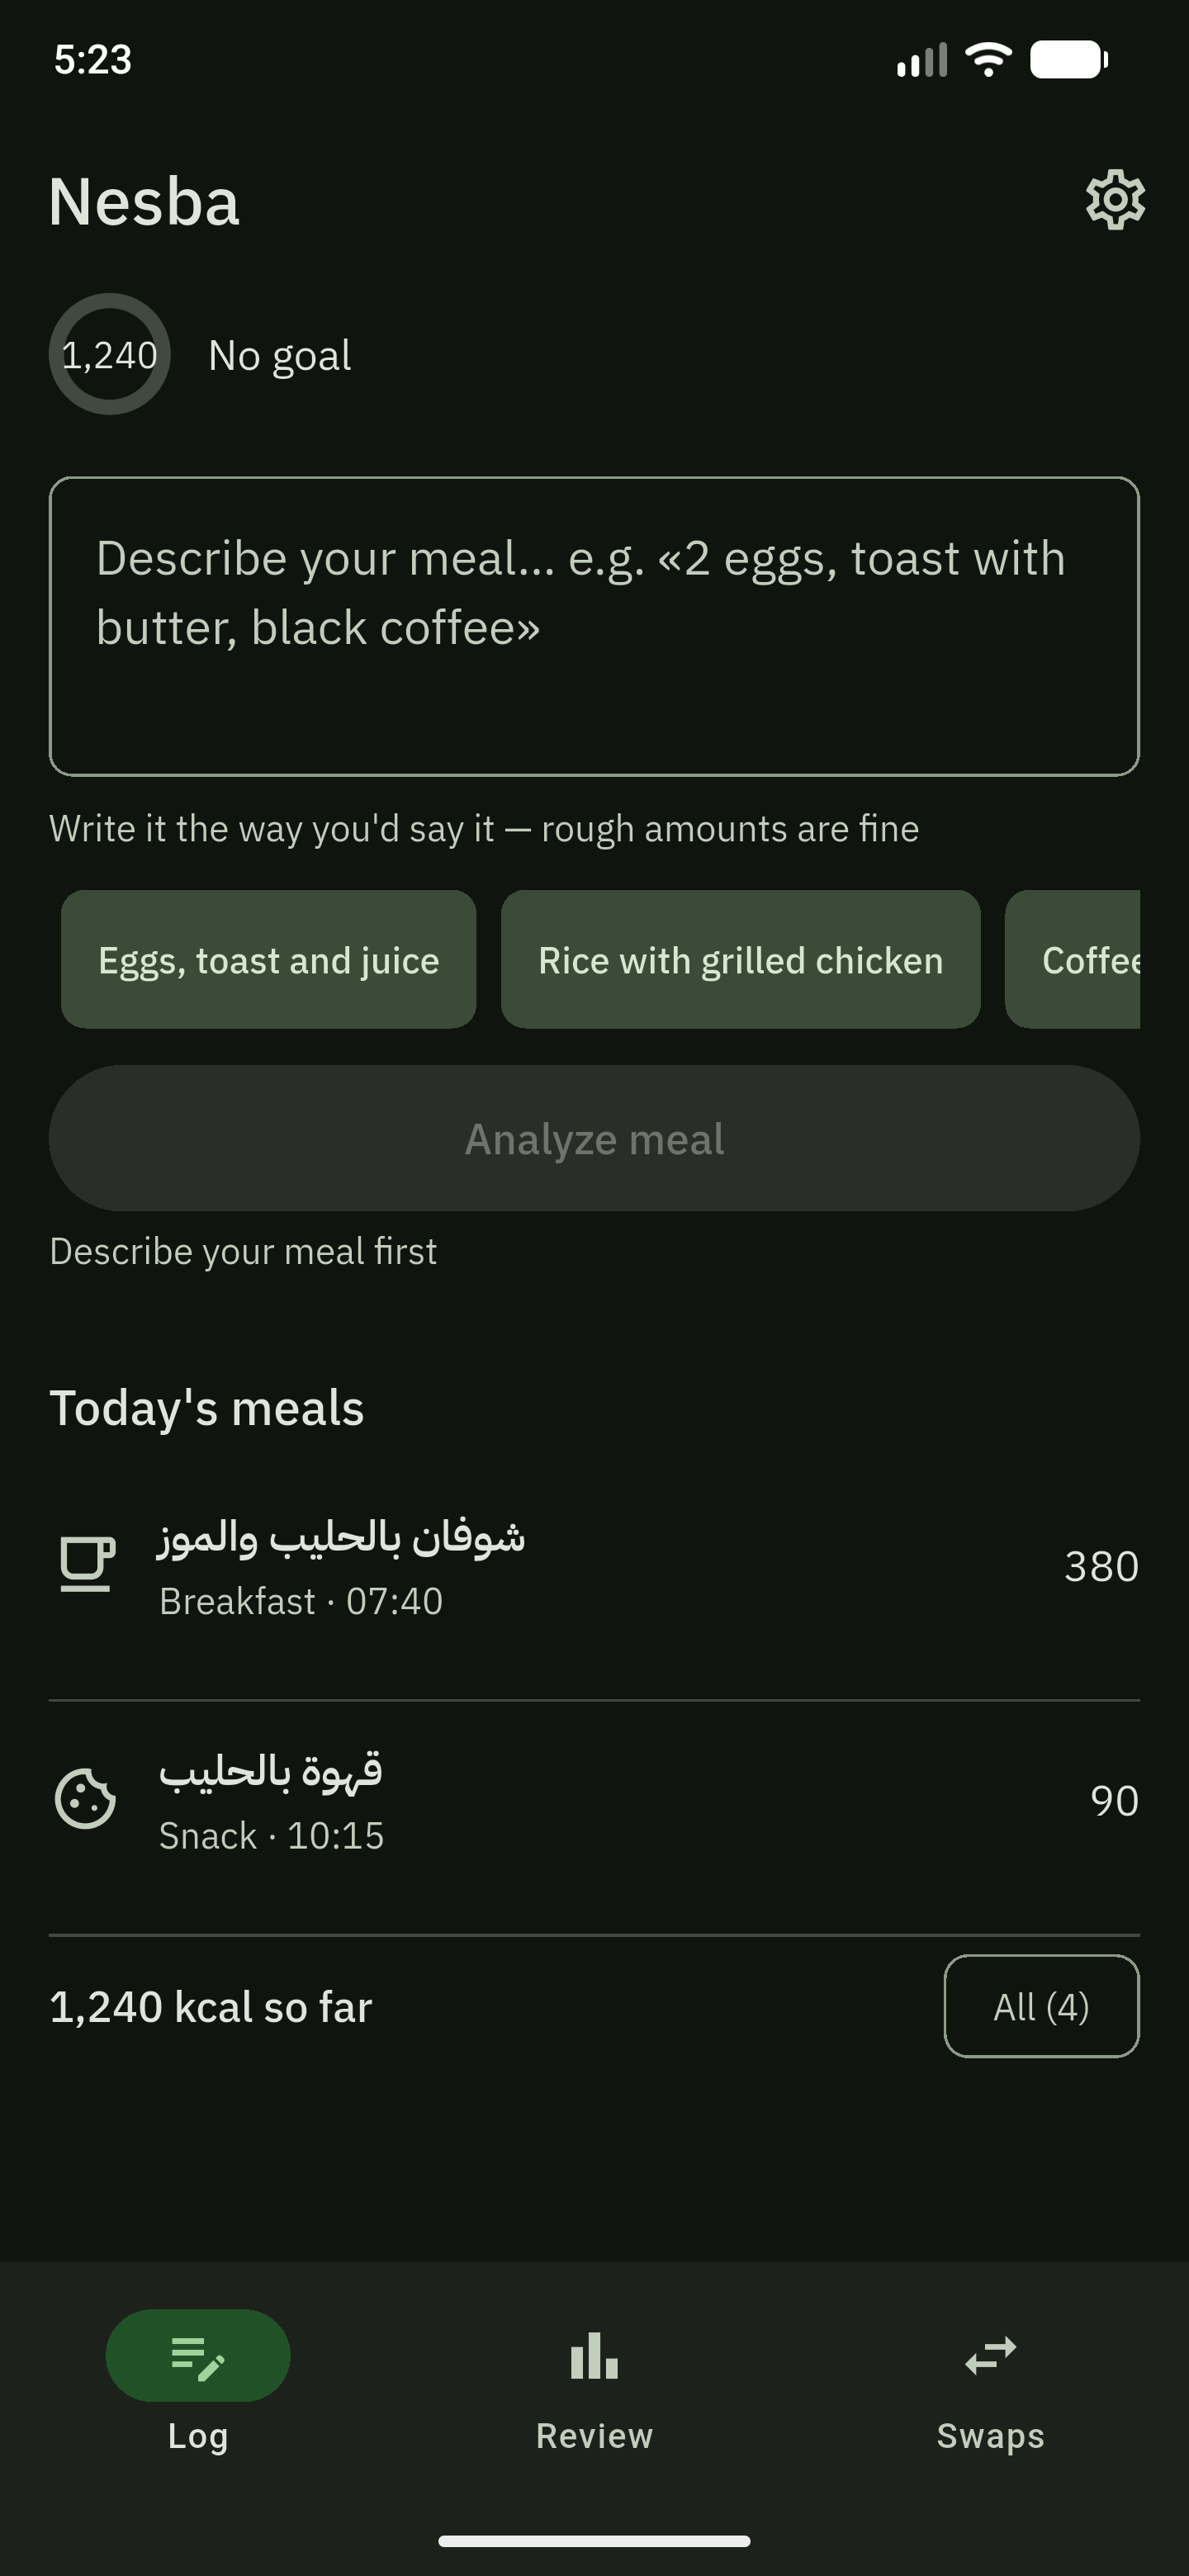 5:23
Nesba
1,240
No goal
Describe your meal... e.g. «2 eggs, toast with
butter, black coffee»
Write it the way you'd say it — rough amounts are fine
Eggs, toast and juice
Rice with grilled chicken
Coffee
Analyze meal
Describe your meal first
Today's meals
شوفان بالحليب والموز
Breakfast · 07:40
380
قهوة بالحليب
Snack · 10:15
90
1,240 kcal so far
All (4)
Log
Review
Swaps